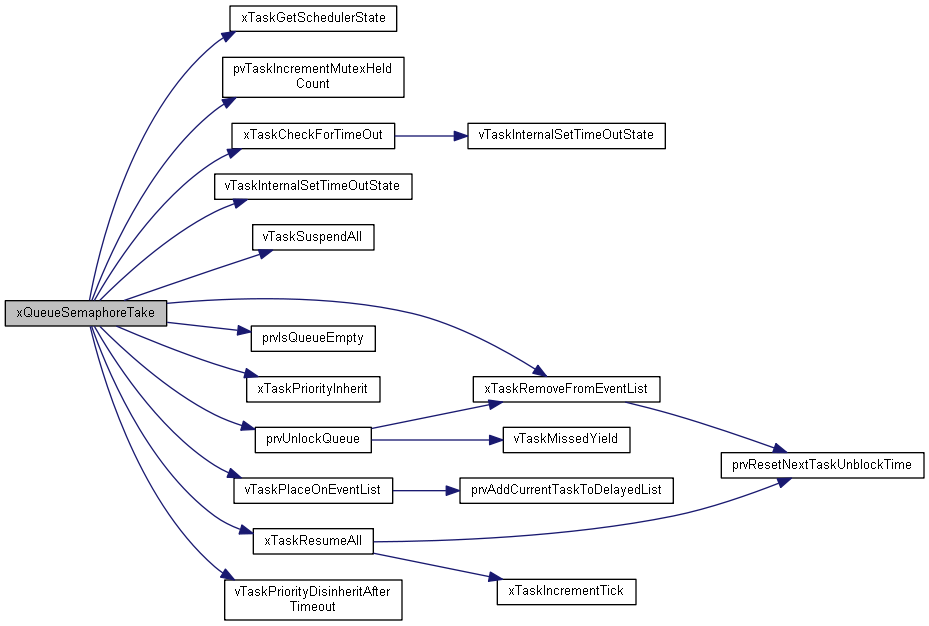 xTaskGetSchedulerState
pvTaskIncrementMutexHeld
Count
xTaskCheckForTimeOut
vTaskInternalSetTimeOutState
vTaskInternalSetTimeOutState
vTaskSuspendAll
xQueueSemaphoreTake
prvIsQueueEmpty
xTaskPriorityInherit
xTaskRemoveFromEventList
prvUnlockQueue
vTaskMissedYield
prvResetNextTaskUnblockTime
vTaskPlaceOnEventList
prvAddCurrentTaskToDelayedList
xTaskResumeAll
xTaskIncrementTick
vTaskPriorityDisinheritAfter
Timeout